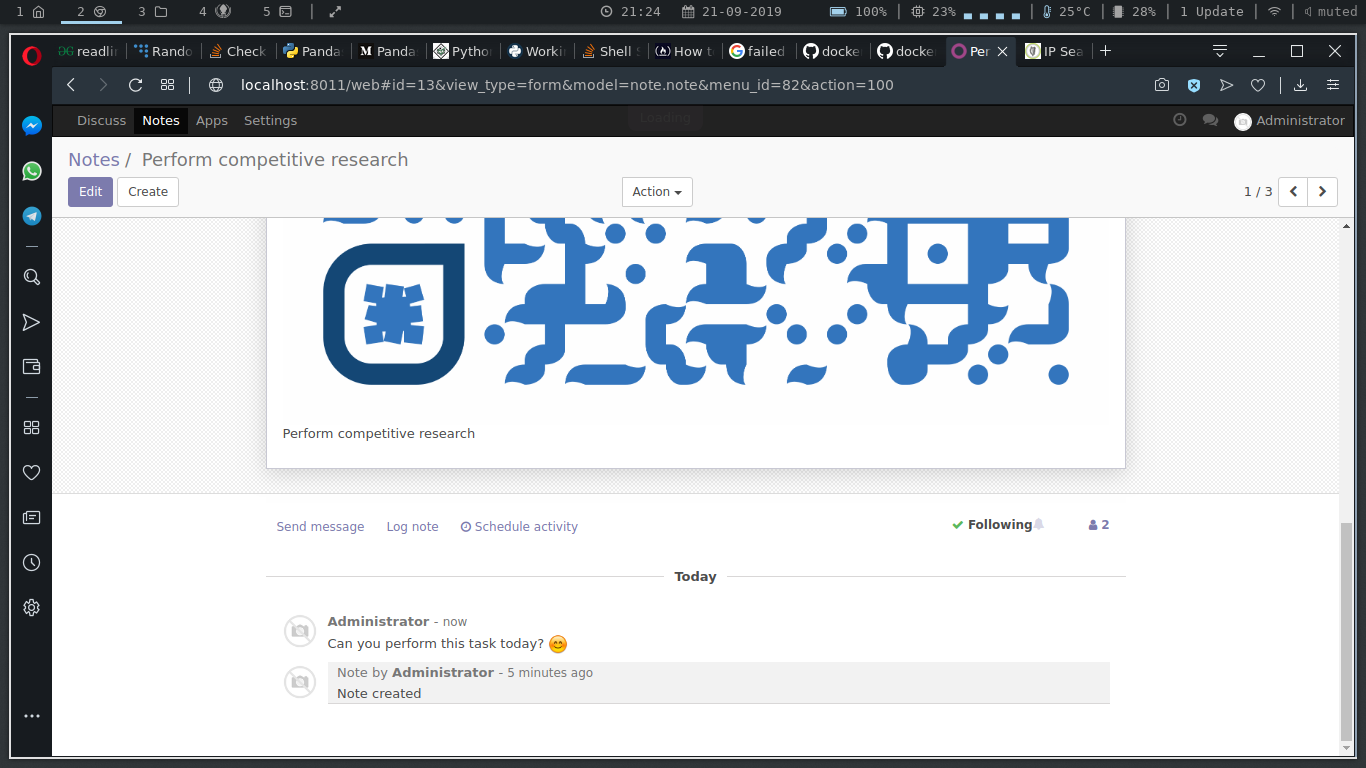 1 2 3 4 5 21:24 21-09-2019 100% 23% 25°C 28% 1 Update muted
readli Rando Check Panda Panda Pytho Worki Shell S How t failed docke docke Per IP Sea
localhost:8011/web#id=13&view_type=form&model=note.note&menu_id=82&action=100
Discuss Notes Apps Settings Loading Administrator
Notes / Perform competitive research
Edit Create Action 1 / 3
Perform competitive research
Send message Log note Schedule activity Following 2
Today
Administrator - now
Can you perform this task today? 😊
Note by Administrator - 5 minutes ago
Note created